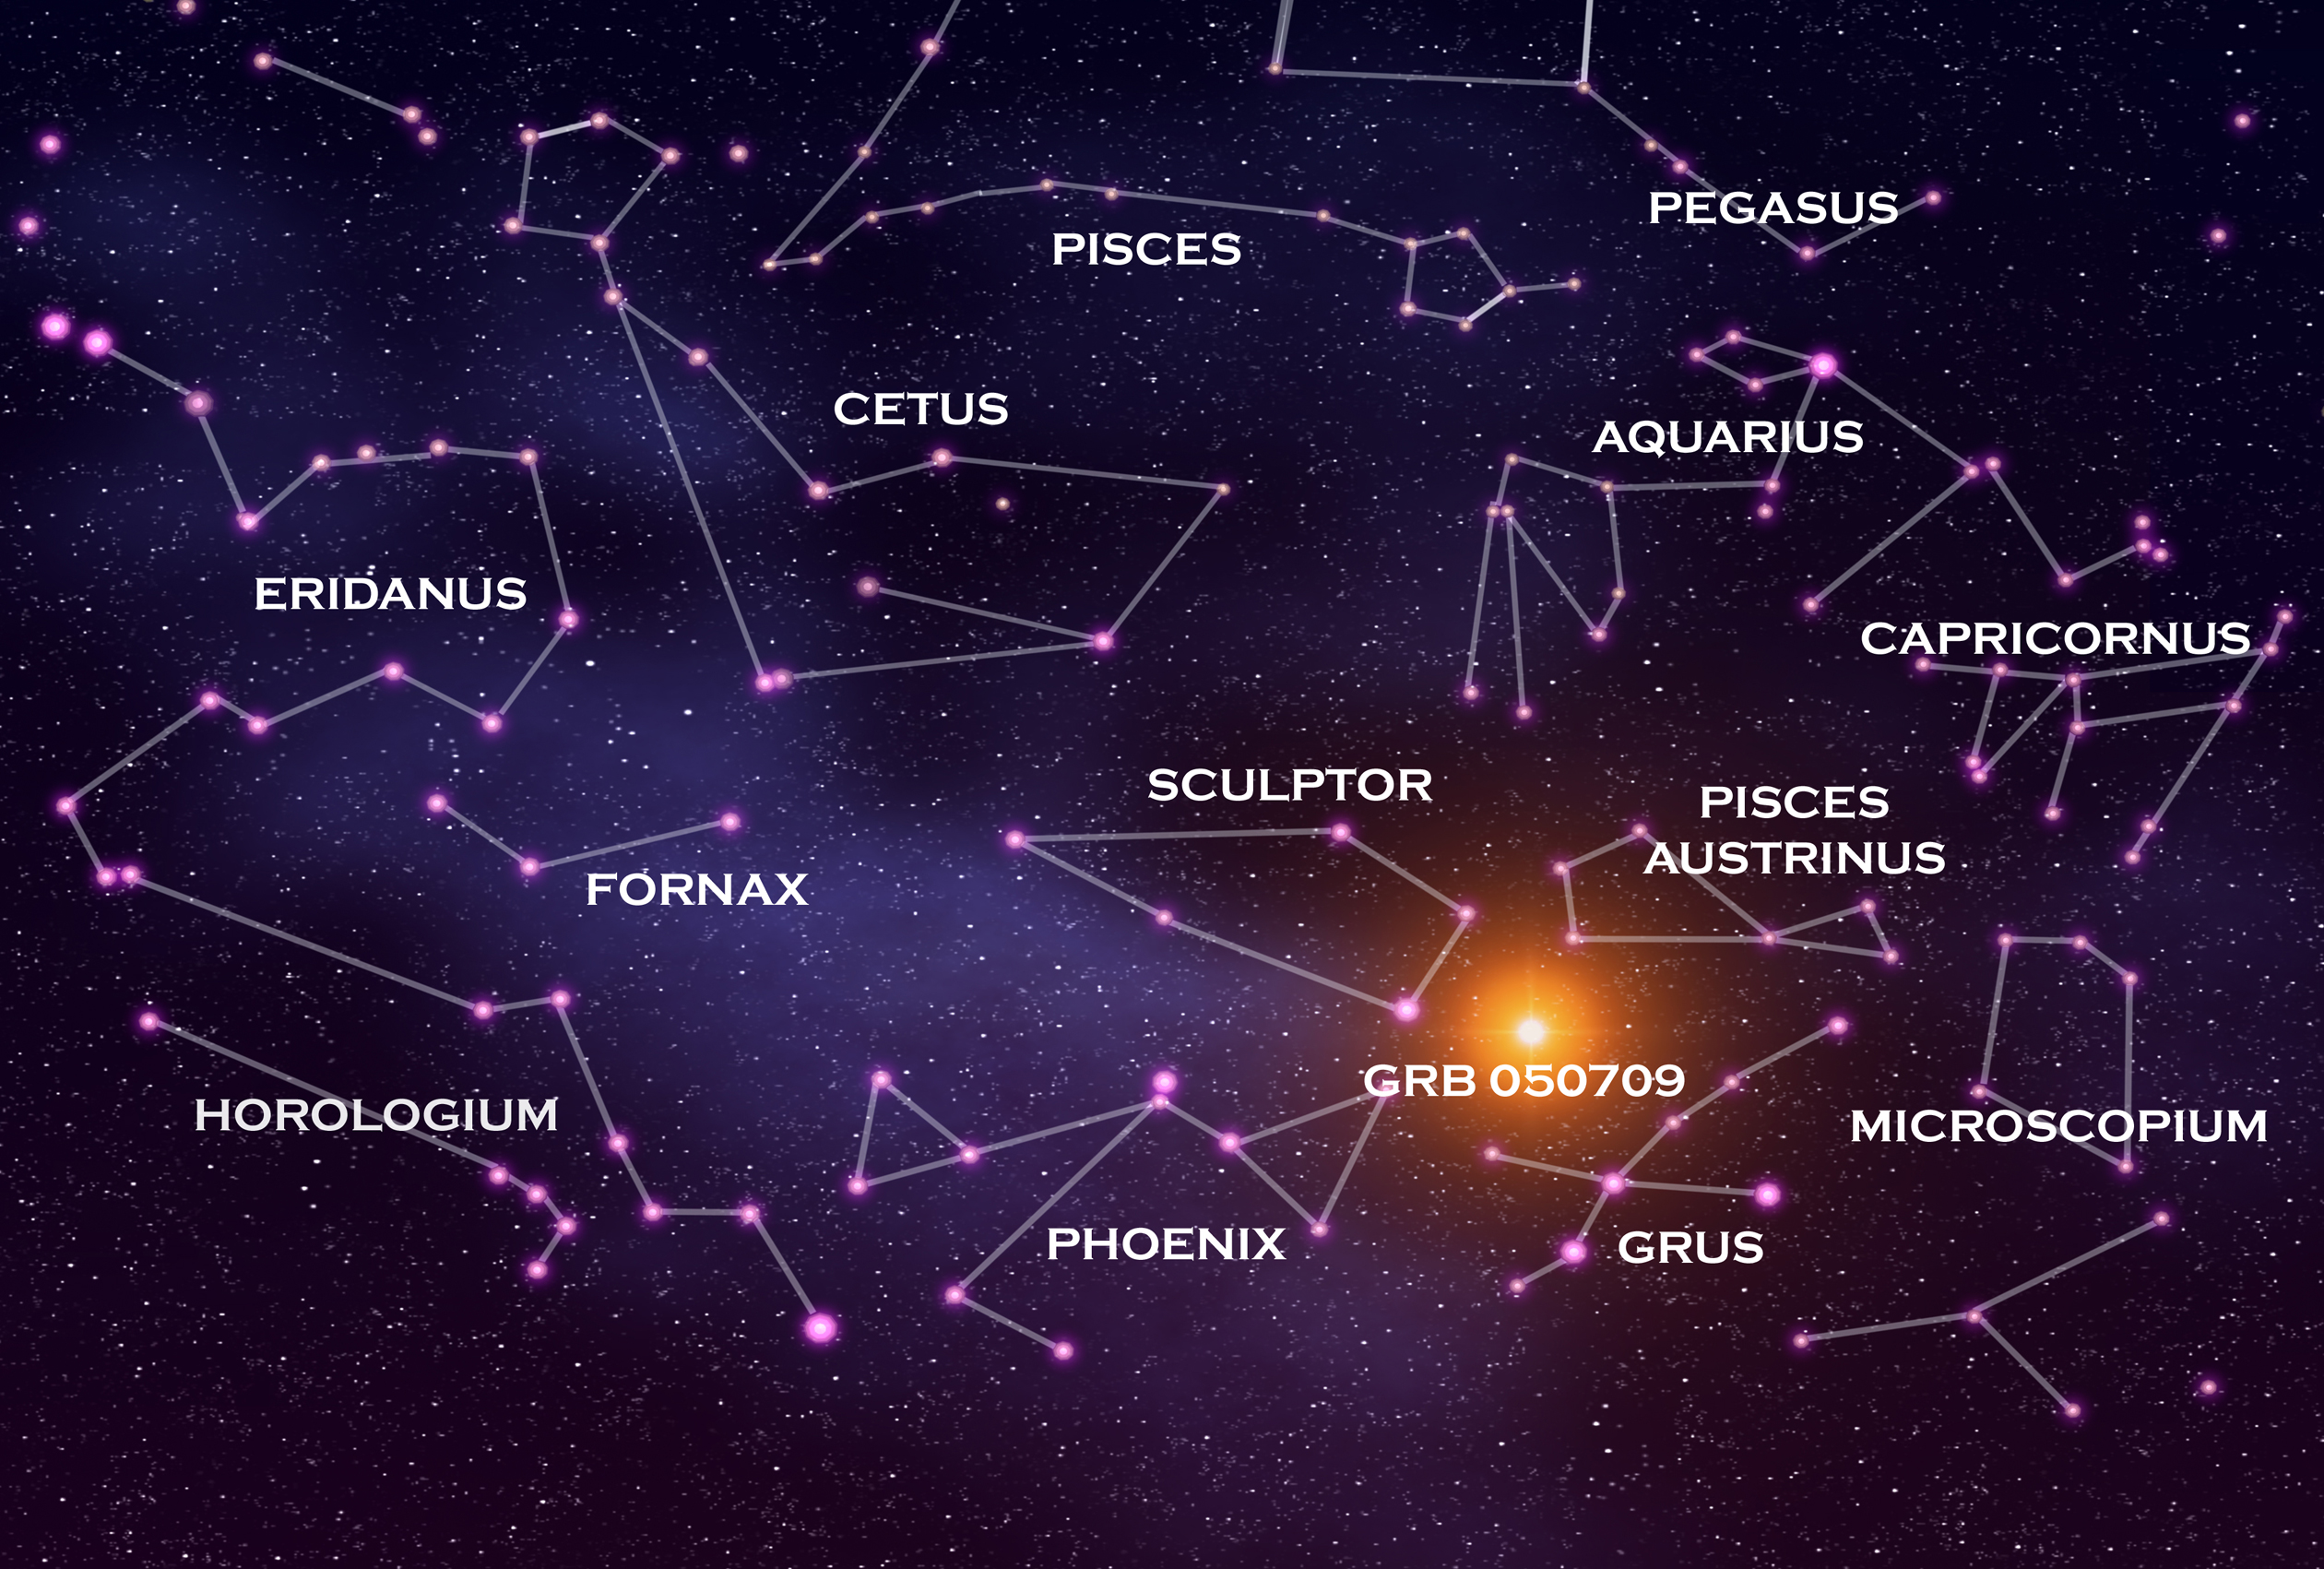 PEGASUS
PISCES
CETUS
AQUARIUS
ERIDANUS
CAPRICORNUS
SCULPTOR
PISCES
AUSTRINUS
FORNAX
GRB 050709
HOROLOGIUM
MICROSCOPIUM
PHOENIX
GRUS